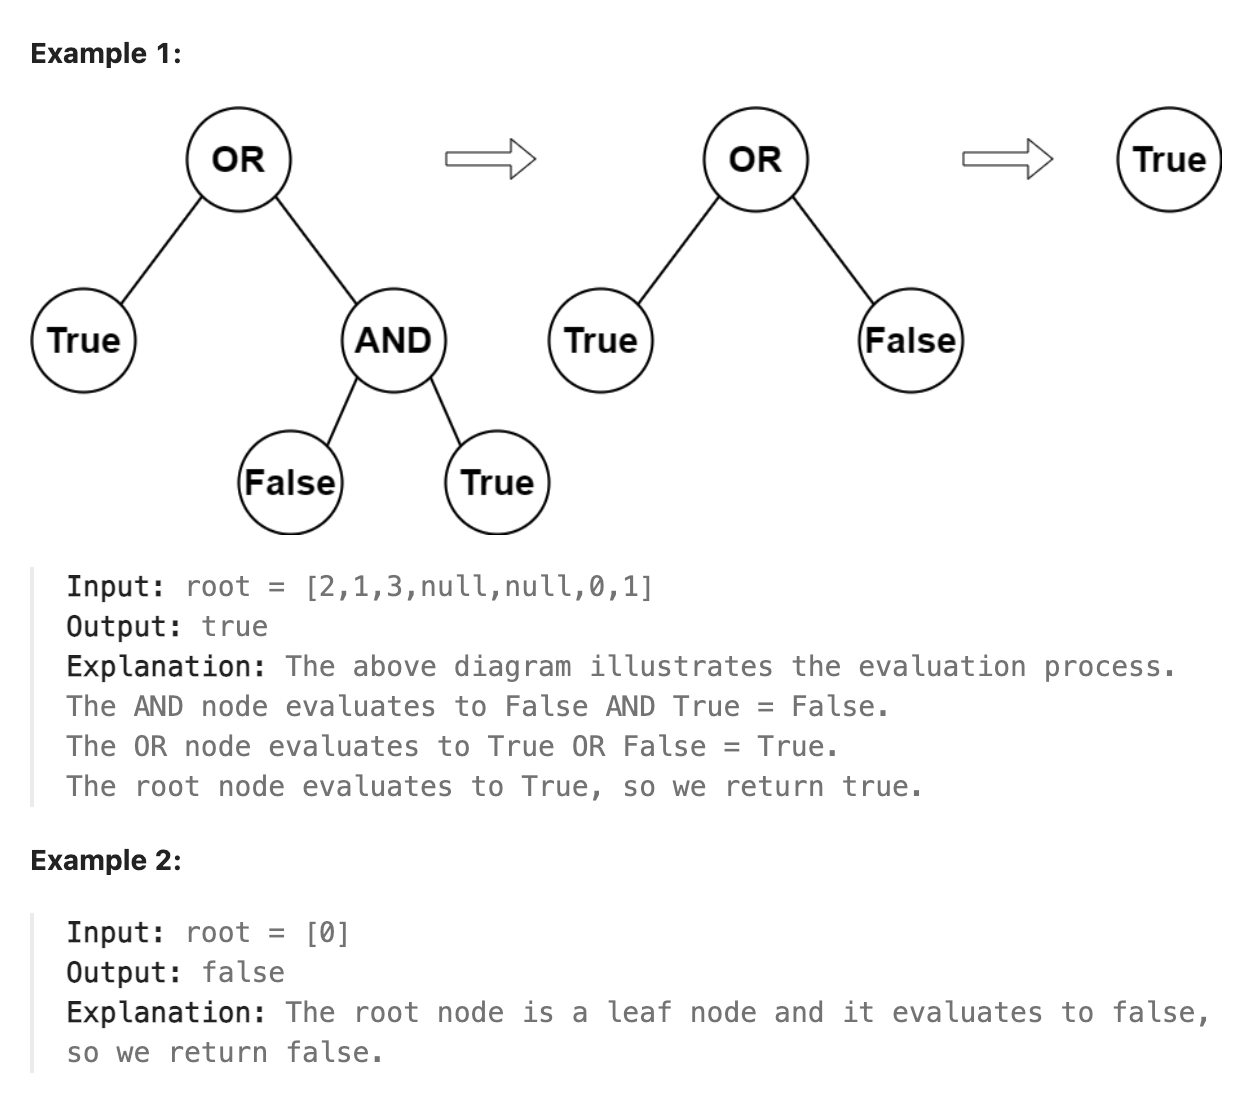 Example 1:
OR OR True
True AND True False
False True
Input: root = [2,1,3,null,null,0,1]
Output: true
Explanation: The above diagram illustrates the evaluation process.
The AND node evaluates to False AND True = False.
The OR node evaluates to True OR False = True.
The root node evaluates to True, so we return true.
Example 2:
Input: root = [0]
Output: false
Explanation: The root node is a leaf node and it evaluates to false,
so we return false.